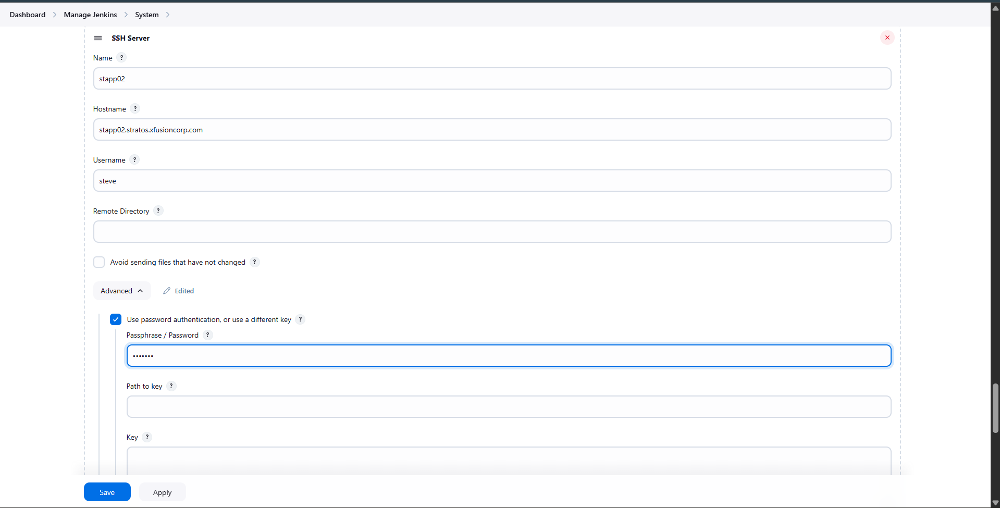 Dashboard > Manage Jenkins > System >
SSH Server
Name ?
stapp02
Hostname ?
stapp02.stratos.xfusioncorp.com
Username ?
steve
Remote Directory ?
Avoid sending files that have not changed ?
Advanced Edited
Use password authentication, or use a different key ?
Passphrase / Password ?
•••••••
Path to key ?
Key ?
Save Apply